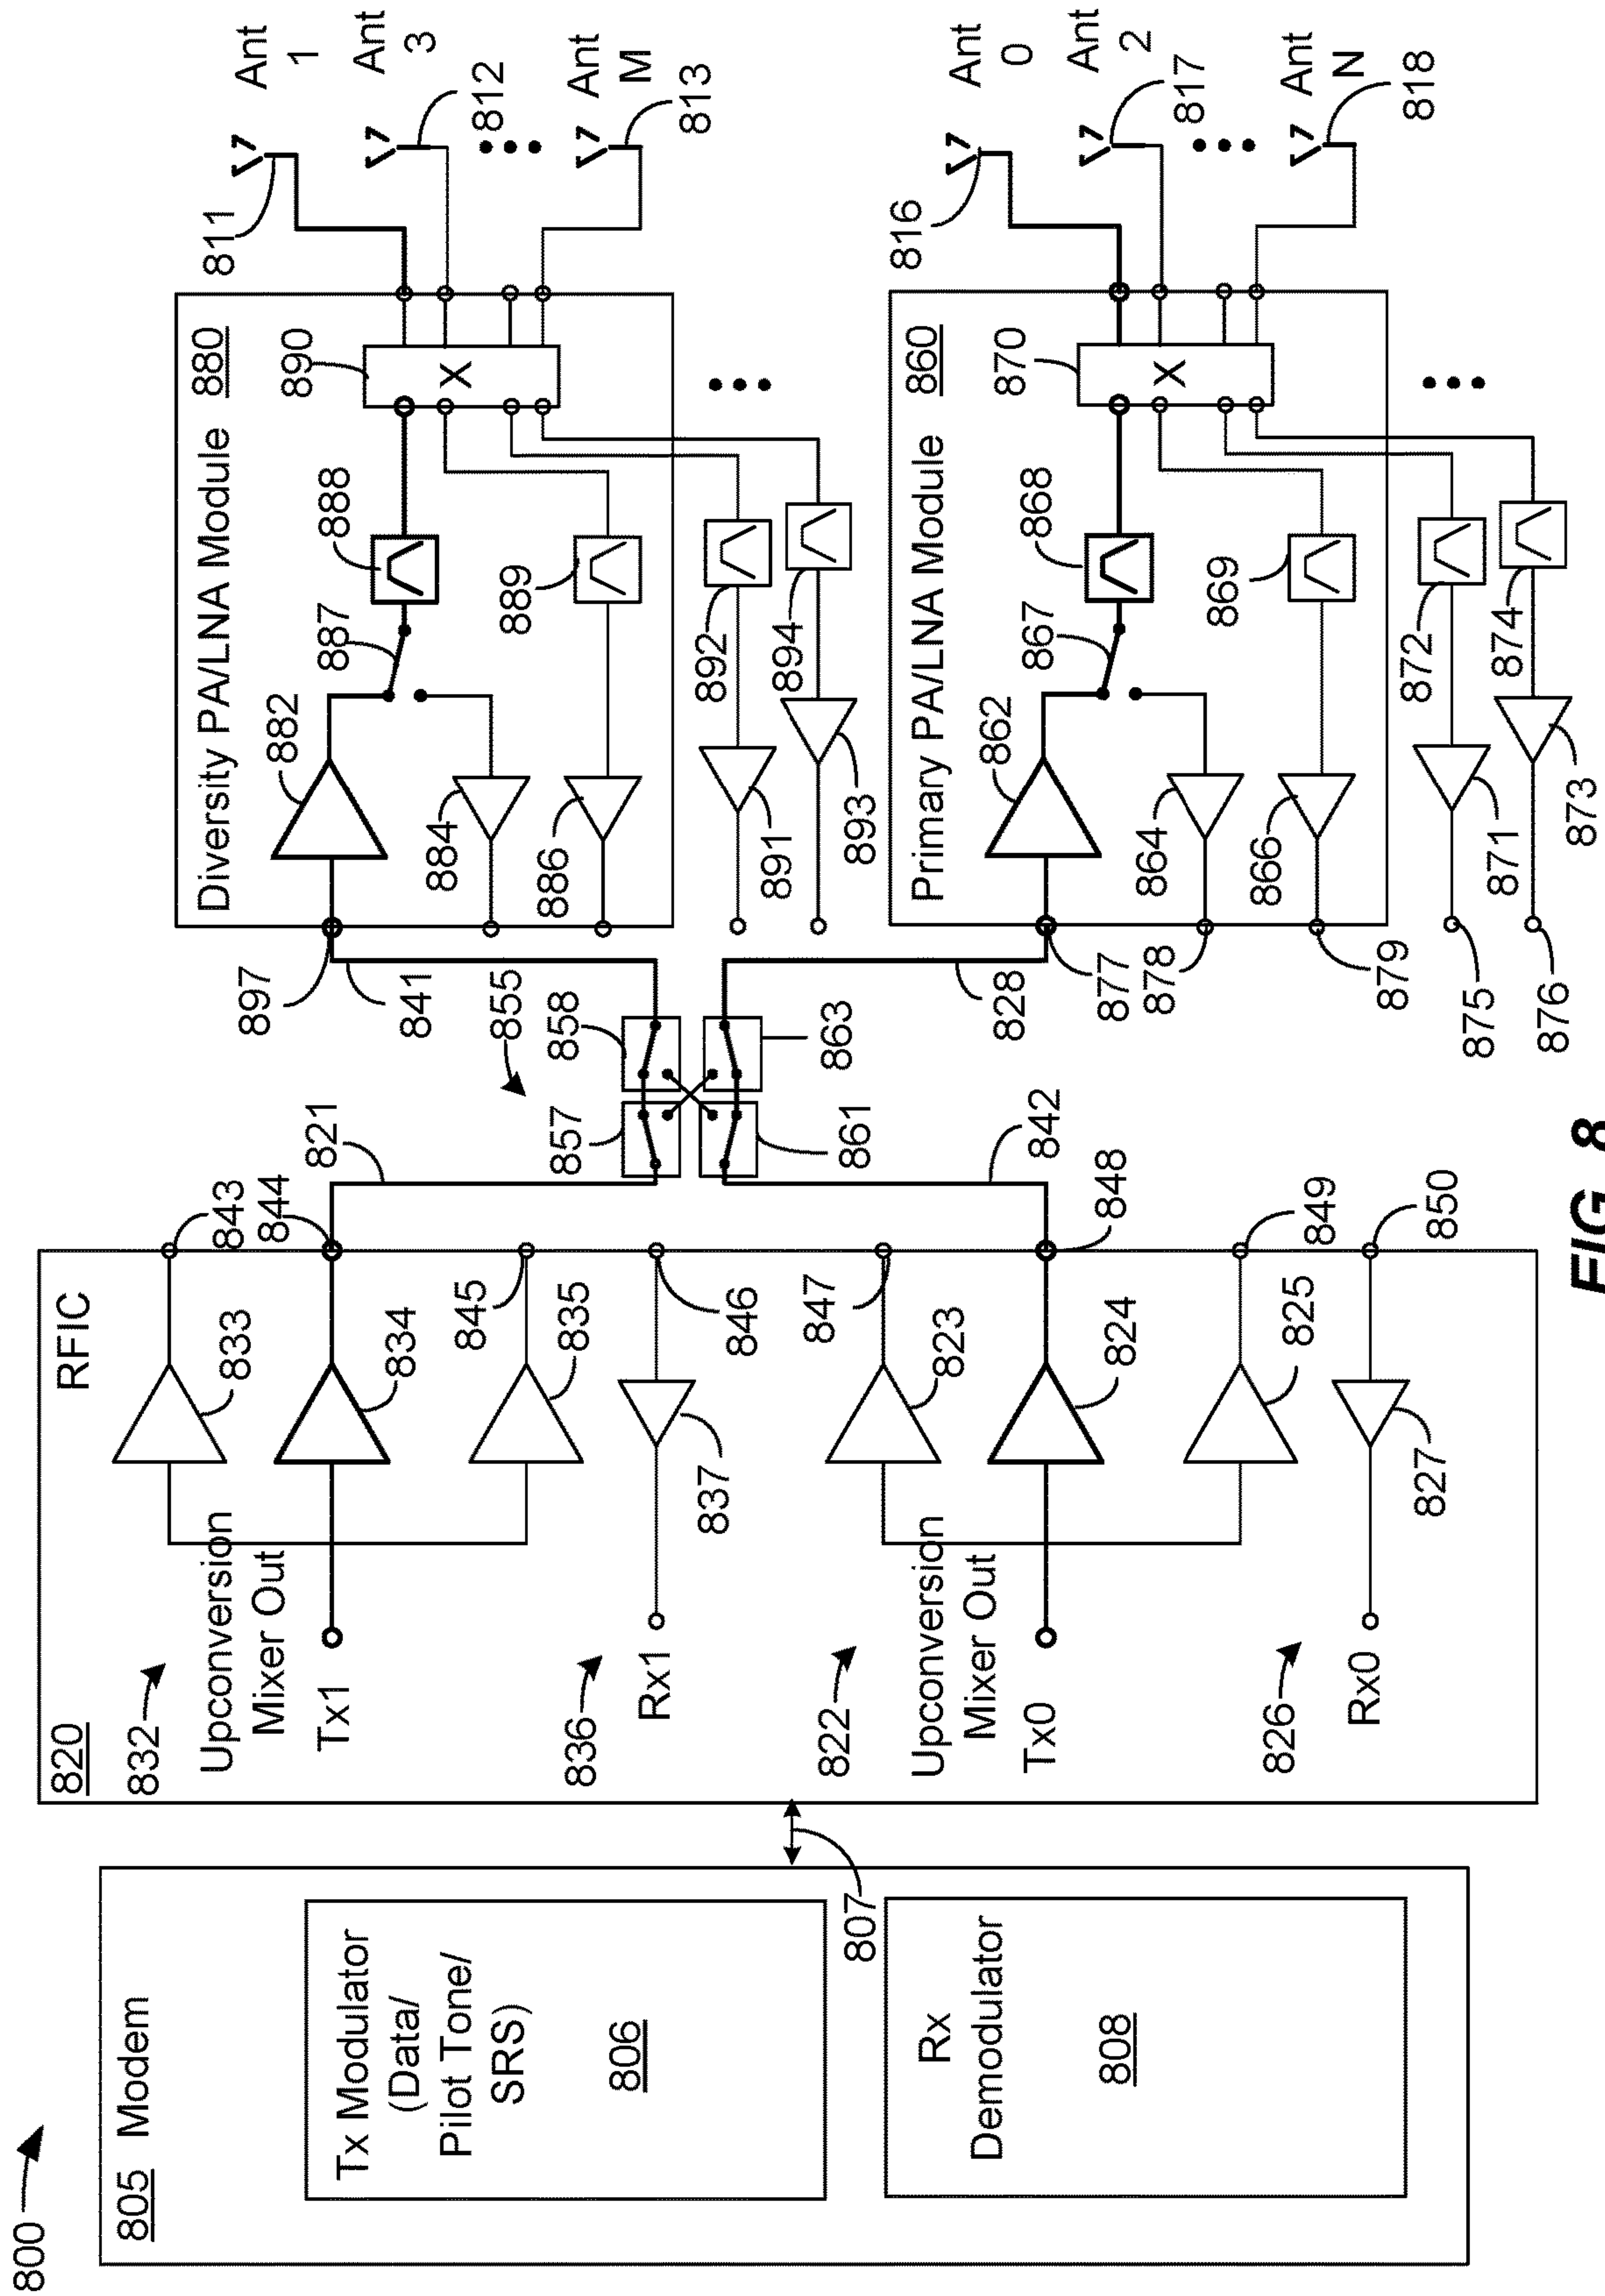 800
805 Modem
Tx Modulator
(Data/
Pilot Tone/
SRS)
806
Rx
Demodulator
808
807
820
RFIC
832
Upconversion
Mixer Out
Tx1
833
834
835
836
Rx1
837
822
Upconversion
Mixer Out
Tx0
823
824
825
826
Rx0
827
843
844
845
846
847
848
849
850
821
842
855
857
858
861
863
841
828
897
877
878
879
875
876
Diversity PA/LNA Module 880
882
884
886
887
888
889
890
X
891
892
893
894
Primary PA/LNA Module 860
862
864
866
867
868
869
870
X
871
872
873
874
811
812
813
Ant
1
Ant
3
Ant
M
816
817
818
Ant
0
Ant
2
Ant
N
FIG. 8